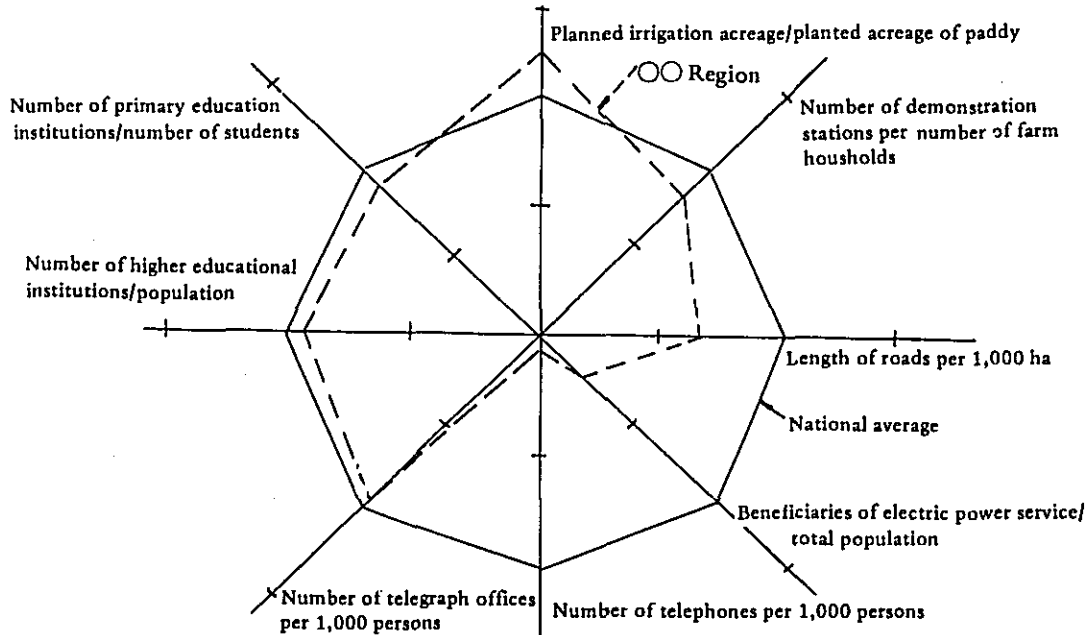 Planned irrigation acreage/planted acreage of paddy
○○ Region
Number of primary education
institutions/number of students
Number of demonstration
stations per number of farm
housholds
Number of higher educational
institutions/population
Length of roads per 1,000 ha
National average
Beneficiaries of electric power service/
total population
Number of telegraph offices
per 1,000 persons
Number of telephones per 1,000 persons